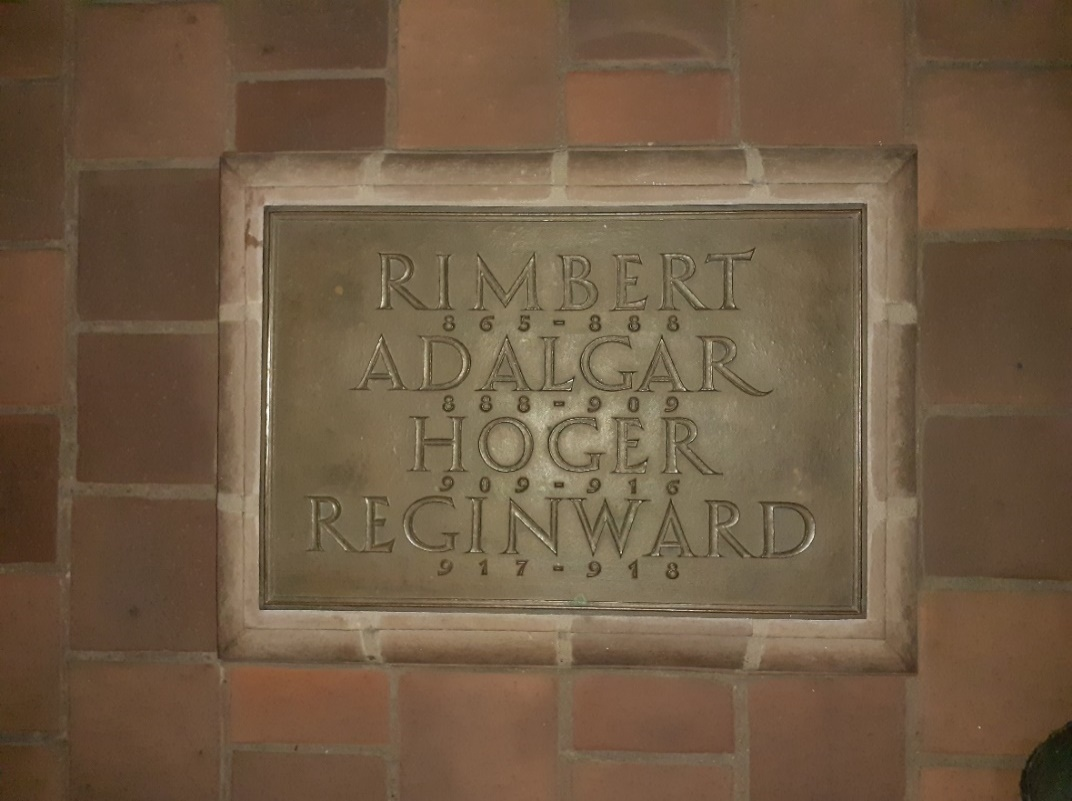 RIMBERT
865-888
ADALGAR
888-909
HOGER
909-916
REGINWARD
917-918